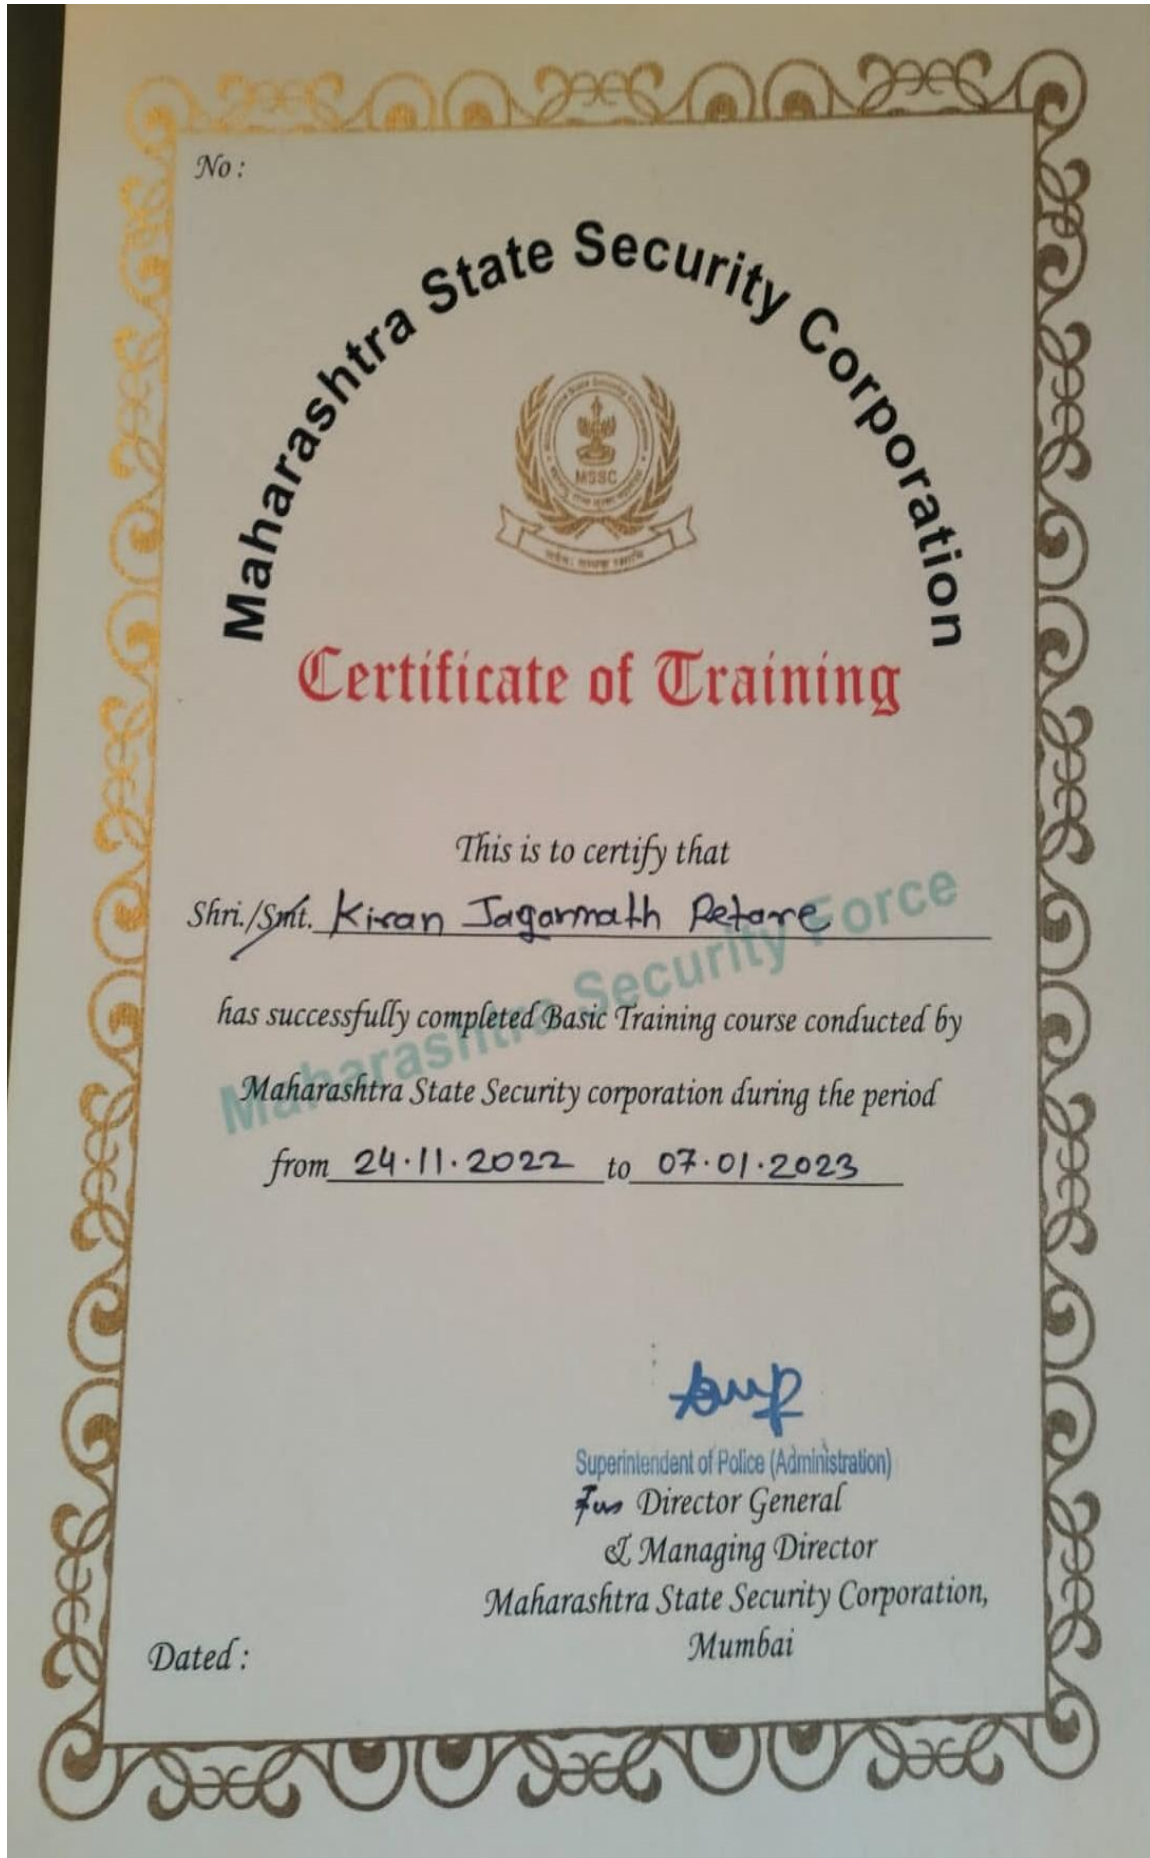 No :
Maharashtra State Security Corporation
MSSC
Certificate of Training
This is to certify that
Shri./Smt. Kiran Jagannath Petare
Maharashtra Security Force
has successfully completed Basic Training course conducted by
Maharashtra State Security corporation during the period
from 24.11.2022 to 07.01.2023
Superintendent of Police (Administration)
For Director General
& Managing Director
Maharashtra State Security Corporation,
Mumbai
Dated :